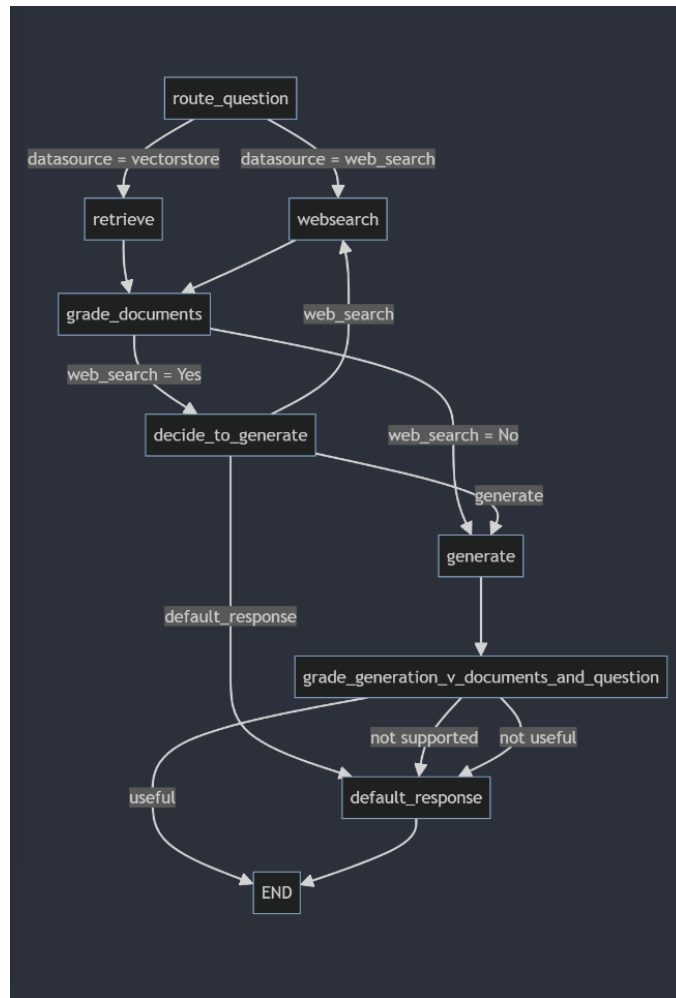 route_question
datasource = vectorstore
datasource = web_search
retrieve
websearch
grade_documents
web_search
web_search = Yes
decide_to_generate
web_search = No
generate
generate
default_response
grade_generation_v_documents_and_question
not supported
not useful
useful
default_response
END